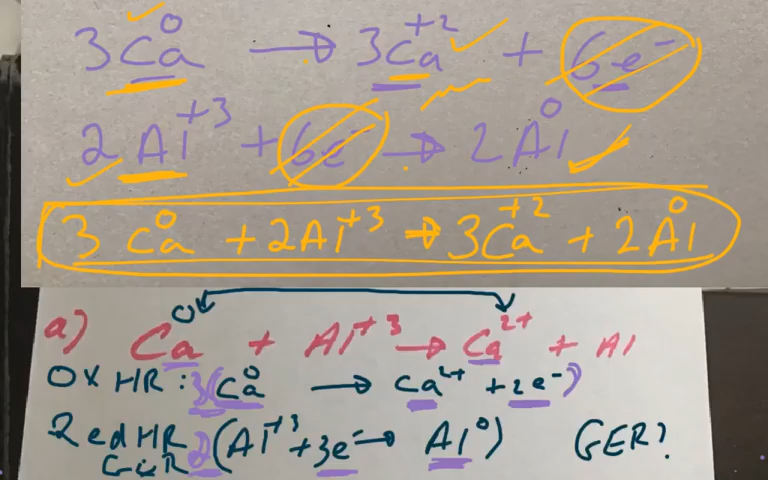 3Ca⁰ → 3Ca⁺² + 6e⁻
2Al⁺³ + 6e⁻ → 2Al⁰
3Ca⁰ + 2Al⁺³ → 3Ca⁺² + 2Al⁰
a) Ca⁰ + Al⁺³ → Ca²⁺ + Al
OX HR: 3(Ca⁰ → Ca²⁺ + 2e⁻)
Red HR 2(Al⁺³ + 3e⁻ → Al⁰) GER?